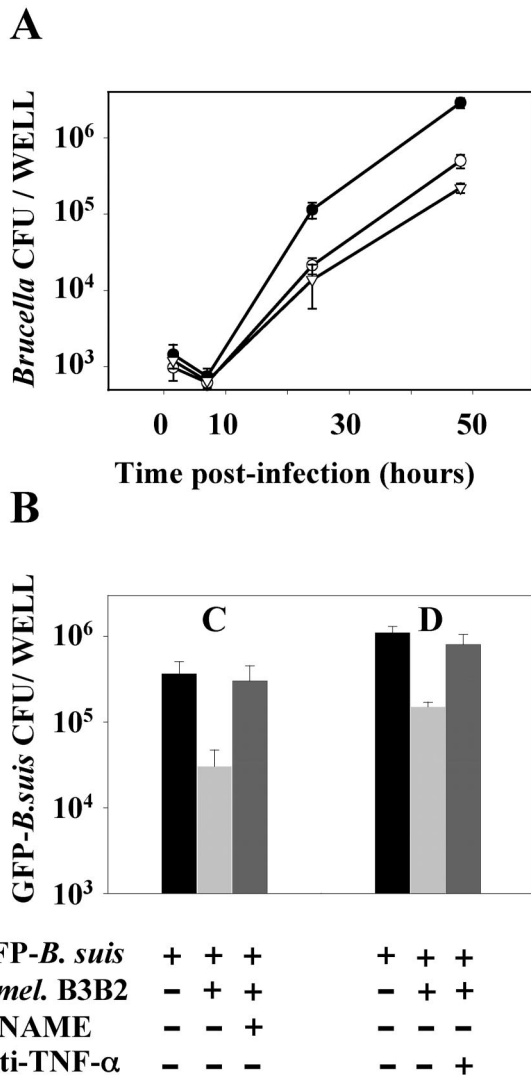 A
Brucella CFU / WELL
10⁶
10⁵
10⁴
10³
0 10 30 50
Time post-infection (hours)
B
GFP-B.suis CFU/ WELL
10⁶
10⁵
10⁴
10³
C D
FP-B. suis + + + + + +
mel. B3B2 – + + – + +
NAME – – + – – –
ti-TNF-α – – – – – +